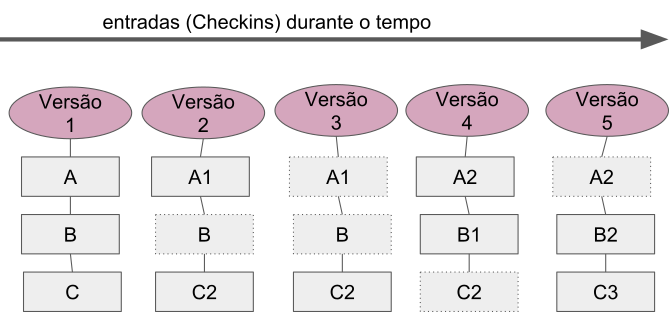 entradas (Checkins) durante o tempo
Versão
1
Versão
2
Versão
3
Versão
4
Versão
5
A
A1
A1
A2
A2
B
B
B
B1
B2
C
C2
C2
C2
C3